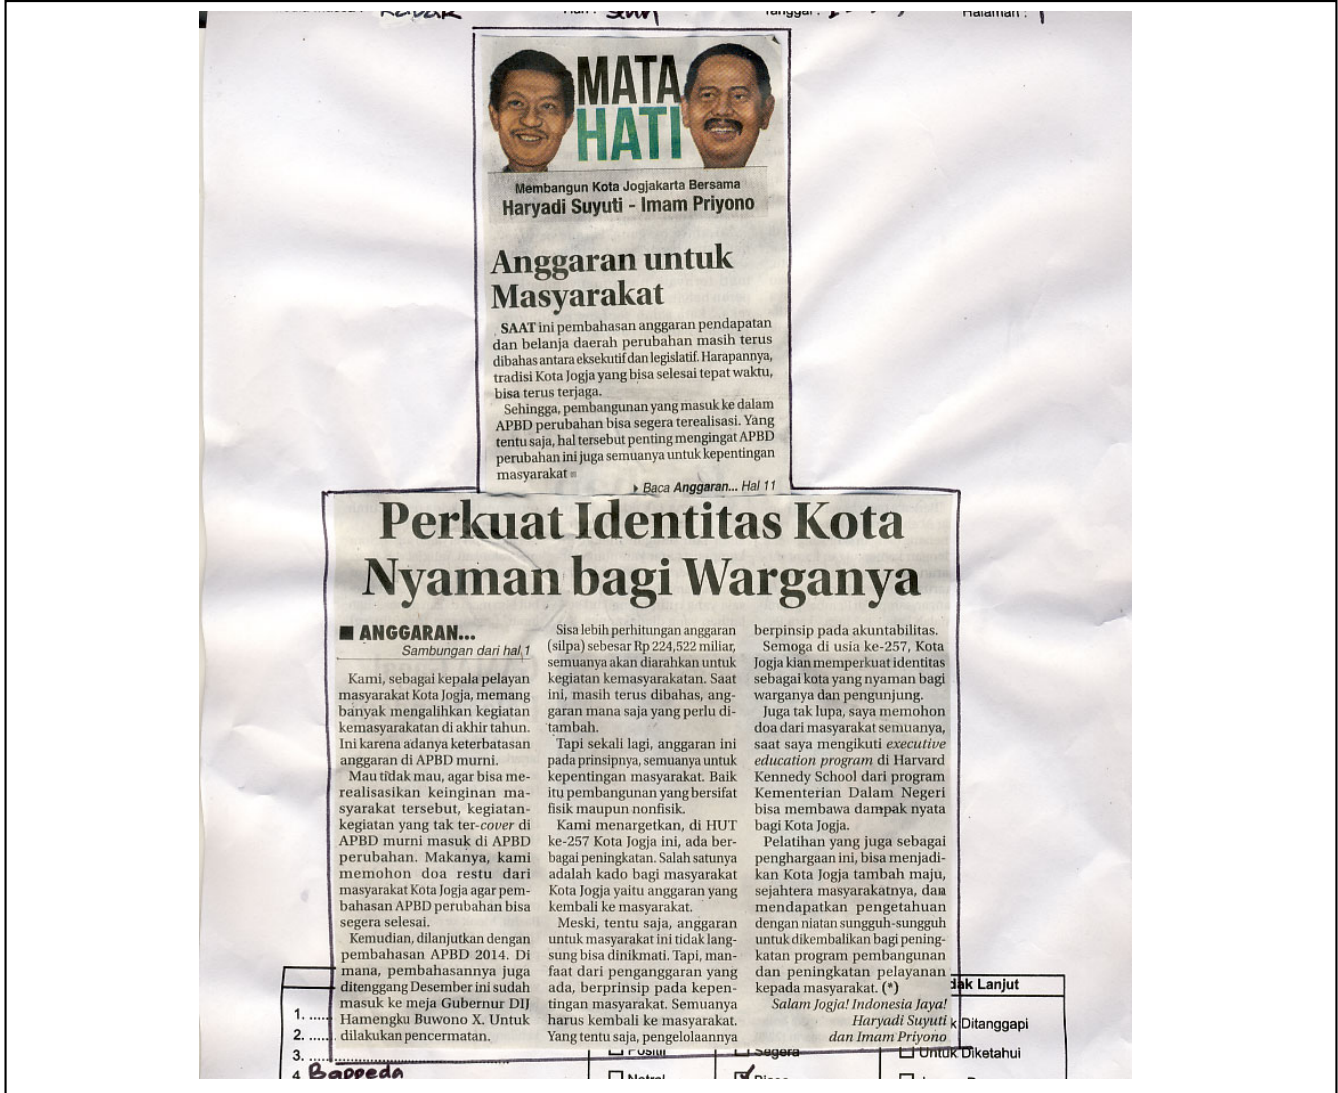 Hari :
Tanggal :
Halaman : 1
MATA
HATI
Membangun Kota Jogjakarta Bersama
Haryadi Suyuti - Imam Priyono
Anggaran untuk
Masyarakat
SAAT ini pembahasan anggaran pendapatan
dan belanja daerah perubahan masih terus
dibahas antara eksekutif dan legislatif. Harapannya,
tradisi Kota Jogja yang bisa selesai tepat waktu,
bisa terus terjaga.
Sehingga, pembangunan yang masuk ke dalam
APBD perubahan bisa segera terealisasi. Yang
tentu saja, hal tersebut penting mengingat APBD
perubahan ini juga semuanya untuk kepentingan
masyarakat
Baca Anggaran... Hal 11
Perkuat Identitas Kota
Nyaman bagi Warganya
■ ANGGARAN...
Sambungan dari hal 1
Kami, sebagai kepala pelayan
masyarakat Kota Jogja, memang
banyak mengalihkan kegiatan
kemasyarakatan di akhir tahun.
Ini karena adanya keterbatasan
anggaran di APBD murni.
Mau tidak mau, agar bisa me-
realisasikan keinginan ma-
syarakat tersebut, kegiatan-
kegiatan yang tak ter-cover di
APBD murni masuk di APBD
perubahan. Makanya, kami
memohon doa restu dari
masyarakat Kota Jogja agar pem-
bahasan APBD perubahan bisa
segera selesai.
Kemudian, dilanjutkan dengan
pembahasan APBD 2014. Di
mana, pembahasannya juga
ditenggang Desember ini sudah
masuk ke meja Gubernur DIJ
Hamengku Buwono X. Untuk
dilakukan pencermatan.
Sisa lebih perhitungan anggaran
(silpa) sebesar Rp 224,522 miliar,
semuanya akan diarahkan untuk
kegiatan kemasyarakatan. Saat
ini, masih terus dibahas, ang-
garan mana saja yang perlu di-
tambah.
Tapi sekali lagi, anggaran ini
pada prinsipnya, semuanya untuk
kepentingan masyarakat. Baik
itu pembangunan yang bersifat
fisik maupun nonfisik.
Kami menargetkan, di HUT
ke-257 Kota Jogja ini, ada ber-
bagai peningkatan. Salah satunya
adalah kado bagi masyarakat
Kota Jogja yaitu anggaran yang
kembali ke masyarakat.
Meski, tentu saja, anggaran
untuk masyarakat ini tidak lang-
sung bisa dinikmati. Tapi, man-
faat dari penganggaran yang
ada, berprinsip pada kepen-
tingan masyarakat. Semuanya
harus kembali ke masyarakat.
Yang tentu saja, pengelolaannya
berpinsip pada akuntabilitas.
Semoga di usia ke-257, Kota
Jogja kian memperkuat identitas
sebagai kota yang nyaman bagi
warganya dan pengunjung.
Juga tak lupa, saya memohon
doa dari masyarakat semuanya,
saat saya mengikuti executive
education program di Harvard
Kennedy School dari program
Kementerian Dalam Negeri
bisa membawa dampak nyata
bagi Kota Jogja.
Pelatihan yang juga sebagai
penghargaan ini, bisa menjadi-
kan Kota Jogja tambah maju,
sejahtera masyarakatnya, dan
mendapatkan pengetahuan
dengan niatan sungguh-sungguh
untuk dikembalikan bagi pening-
katan program pembangunan
dan peningkatan pelayanan
kepada masyarakat. (*)
Salam Jogja! Indonesia Jaya!
Haryadi Suyuti
dan Imam Priyono
dak Lanjut
1. ......
2. ......
k Ditanggapi
3. ......
Positif
Segera
Untuk Diketahui
4 Bappeda
Netral